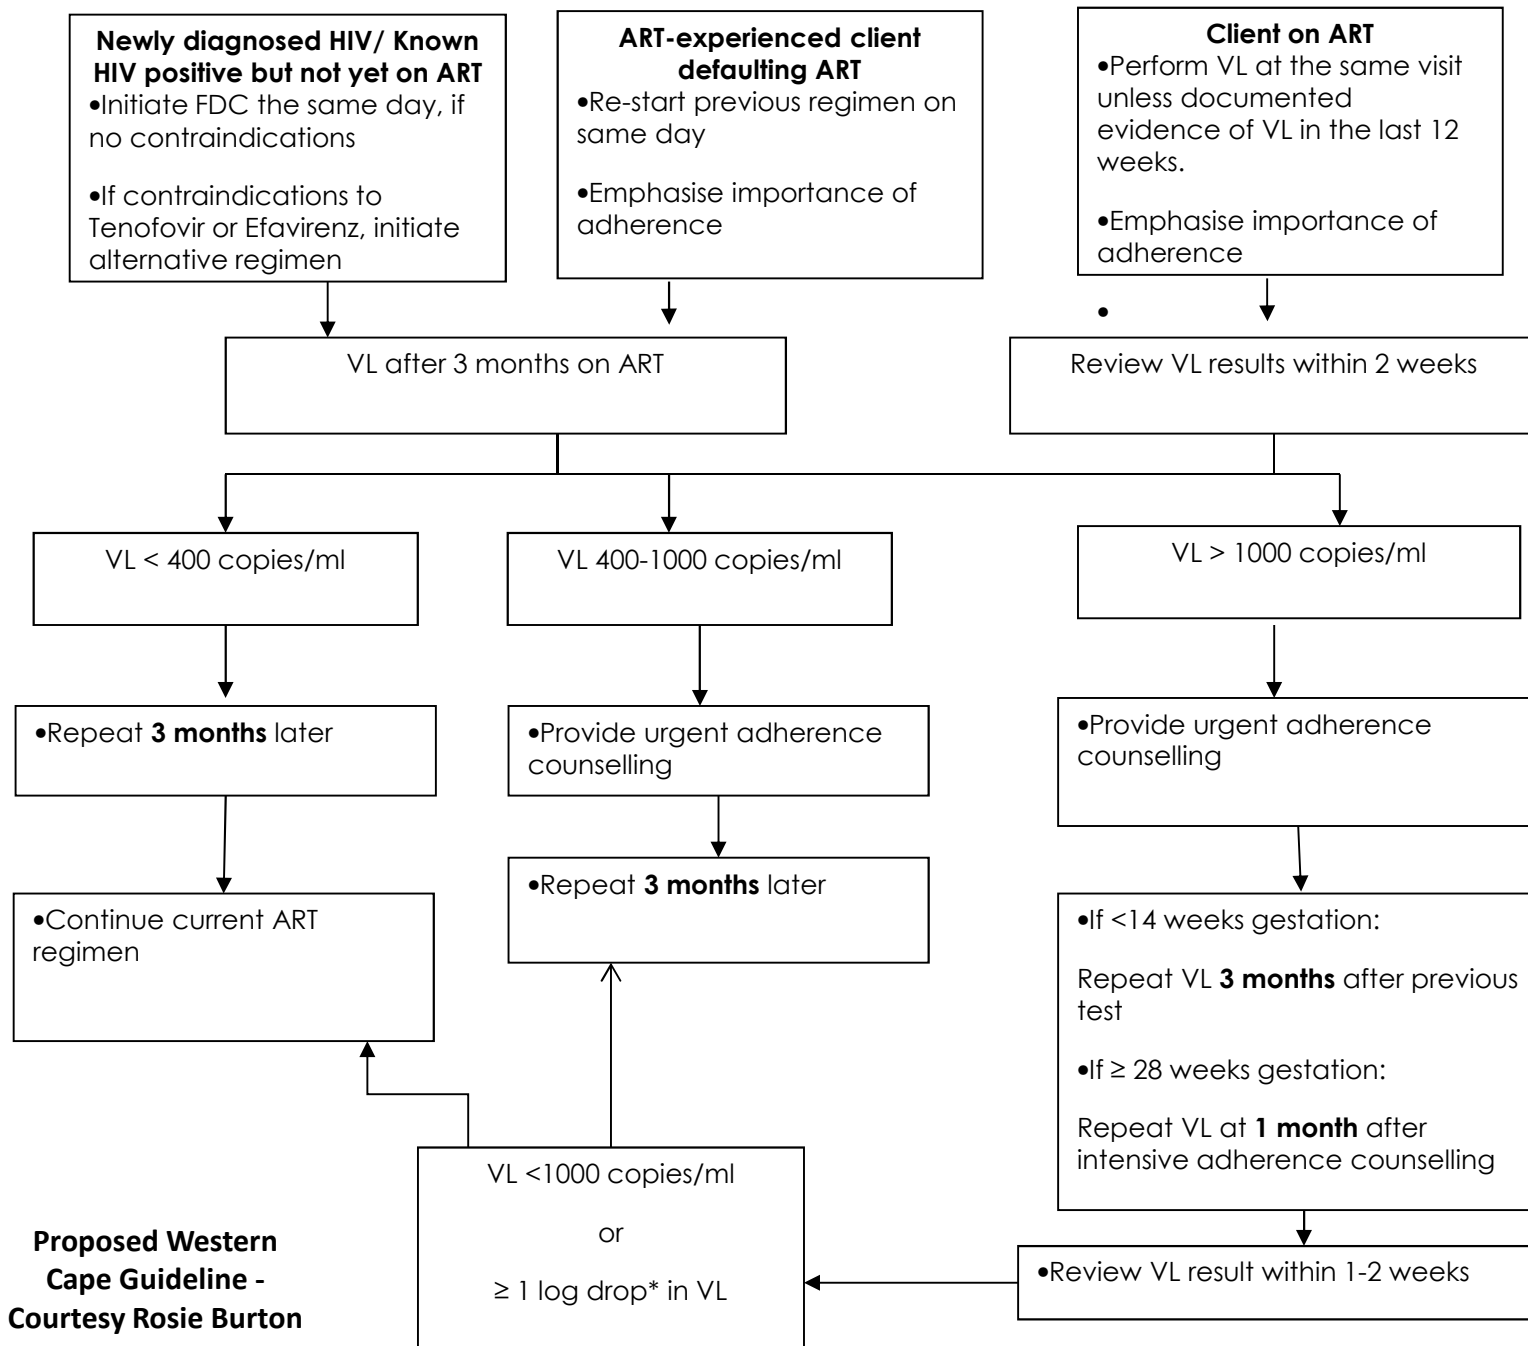 Newly diagnosed HIV/ Known
HIV positive but not yet on ART
•Initiate FDC the same day, if
no contraindications
•If contraindications to
Tenofovir or Efavirenz, initiate
alternative regimen
ART-experienced client
defaulting ART
•Re-start previous regimen on
same day
•Emphasise importance of
adherence
Client on ART
•Perform VL at the same visit
unless documented
evidence of VL in the last 12
weeks.
•Emphasise importance of
adherence
•
VL after 3 months on ART
Review VL results within 2 weeks
VL < 400 copies/ml
VL 400-1000 copies/ml
VL > 1000 copies/ml
•Repeat 3 months later
•Provide urgent adherence
counselling
•Provide urgent adherence
counselling
•Continue current ART
regimen
•Repeat 3 months later
•If <14 weeks gestation:
Repeat VL 3 months after previous
test
•If ≥ 28 weeks gestation:
Repeat VL at 1 month after
intensive adherence counselling
VL <1000 copies/ml
or
≥ 1 log drop* in VL
•Review VL result within 1-2 weeks
Proposed Western
Cape Guideline -
Courtesy Rosie Burton